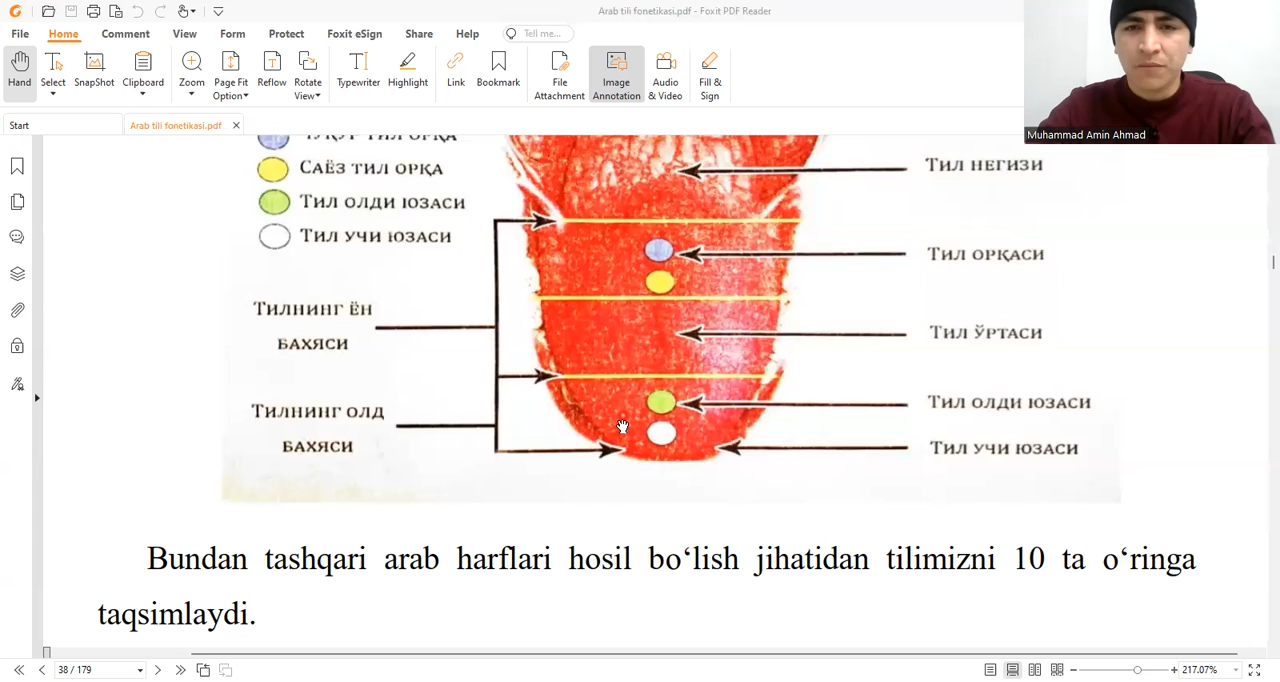 Arab tili fonetikasi.pdf - Foxit PDF Reader
File Home Comment View Form Protect Foxit eSign Share Help Tell me...
Hand Select SnapShot Clipboard Zoom Page Fit Option Reflow Rotate View Typewriter Highlight Link Bookmark File Attachment Image Annotation Audio & Video Fill & Sign
Muhammad Amin Ahmad
Start Arab tili fonetikasi.pdf
ТИЛ ОРҚА
САЁЗ ТИЛ ОРҚА
ТИЛ ОЛДИ ЮЗАСИ
ТИЛ УЧИ ЮЗАСИ
ТИЛНИНГ ЁН
БАХЯСИ
ТИЛНИНГ ОЛД
БАХЯСИ
ТИЛ НЕГИЗИ
ТИЛ ОРҚАСИ
ТИЛ ЎРТАСИ
ТИЛ ОЛДИ ЮЗАСИ
ТИЛ УЧИ ЮЗАСИ
Bundan tashqari arab harflari hosil bo‘lish jihatidan tilimizni 10 ta o‘ringa
taqsimlaydi.
38 / 179
217.07%